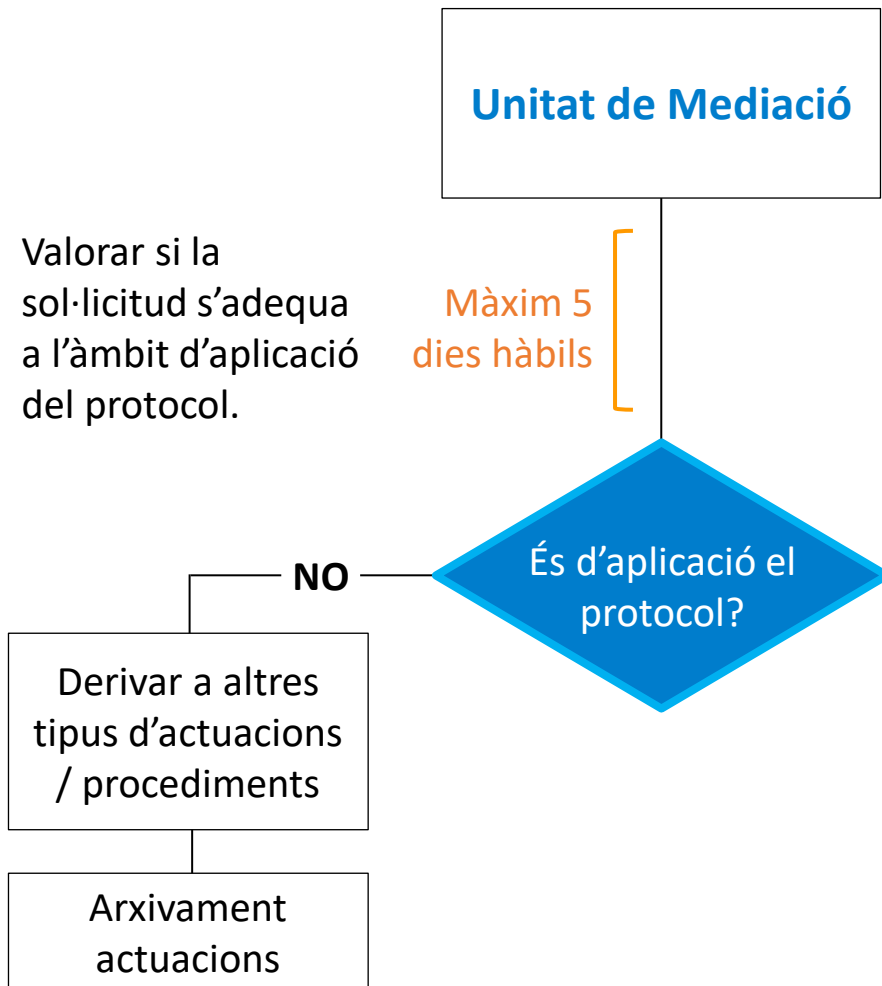 Unitat de Mediació
Valorar si la
sol·licitud s’adequa
a l’àmbit d’aplicació
del protocol.
Màxim 5
dies hàbils
És d’aplicació el
protocol?
NO
Derivar a altres
tipus d’actuacions
/ procediments
Arxivament
actuacions